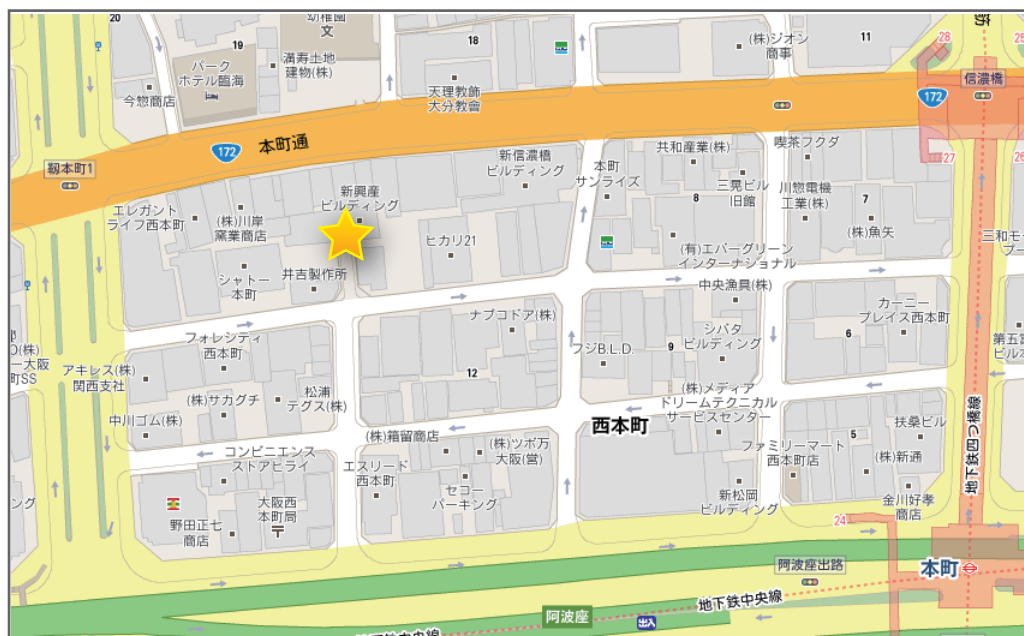 20
19
幼稚園
文
満寿土地
建物(株)
パーク
ホテル臨海
今惣商店
18
天理教飾
大分教會
(株)ジオン
商事
11
28
信濃橋
172
27
靱本町1
172
本町通
新信濃橋
ビルディング
本町
サンライズ
共和産業(株)
喫茶フクダ
三晃ビル
旧館
川惣電機
工業(株)
8
7
(株)魚矢
エレガント
ライフ西本町
(株)川岸
窯業商店
新興産
ビルディング
ヒカリ21
(有)エバーグリーン
インターナショナル
三和モー
シャトー
本町
井吉製作所
中央漁具(株)
カーニー
プレイス西本町
ナブコドア(株)
フォレシティ
西本町
フジB.L.D.
9
シバタ
ビルディング
6
第五富
ビル本
(株)
ー大阪
町SS
アキレス(株)
関西支社
12
松浦
テグス(株)
(株)サカグチ
中川ゴム(株)
(株)メディア
ドリームテクニカル
サービスセンター
西本町
(株)箱留商店
(株)ツボ万
大阪(営)
コンビニエンス
ストアヒライ
エスリード
西本町
セコー
パーキング
ファミリーマート
西本町店
5
扶桑ビル
(株)新通
地下鉄四つ橋線
新松岡
ビルディング
金川好孝
商店
大阪西
本町局
野田正七
商店
24
阿波座出路
本町
地下鉄中央線
阿波座
出入
地下鉄中央線